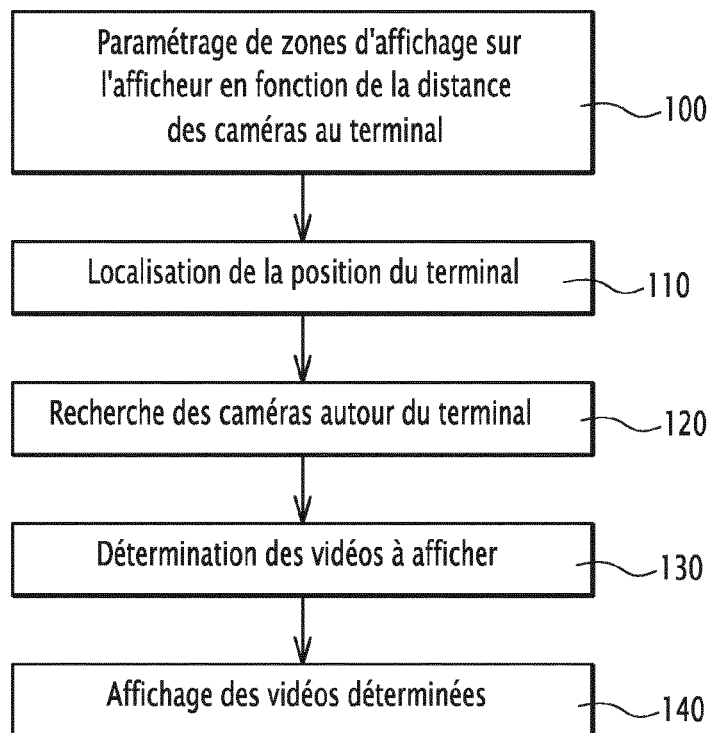 Paramétrage de zones d'affichage sur
l'afficheur en fonction de la distance
des caméras au terminal
100
Localisation de la position du terminal
110
Recherche des caméras autour du terminal
120
Détermination des vidéos à afficher
130
Affichage des vidéos déterminées
140